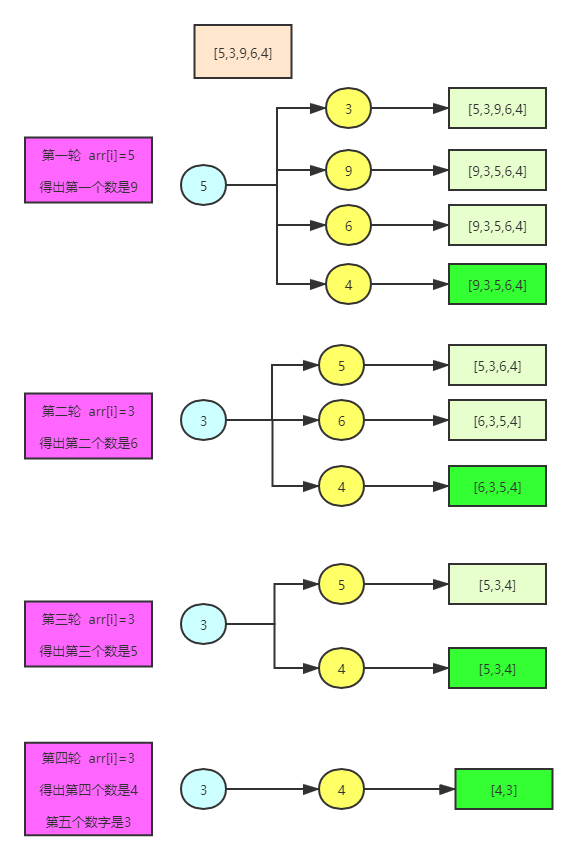 [5,3,9,6,4]
第一轮 arr[i]=5
得出第一个数是9
5
3
[5,3,9,6,4]
9
[9,3,5,6,4]
6
[9,3,5,6,4]
4
[9,3,5,6,4]
第二轮 arr[i]=3
得出第二个数是6
3
5
[5,3,6,4]
6
[6,3,5,4]
4
[6,3,5,4]
第三轮 arr[i]=3
得出第三个数是5
3
5
[5,3,4]
4
[5,3,4]
第四轮 arr[i]=3
得出第四个数是4
第五个数字是3
3
4
[4,3]